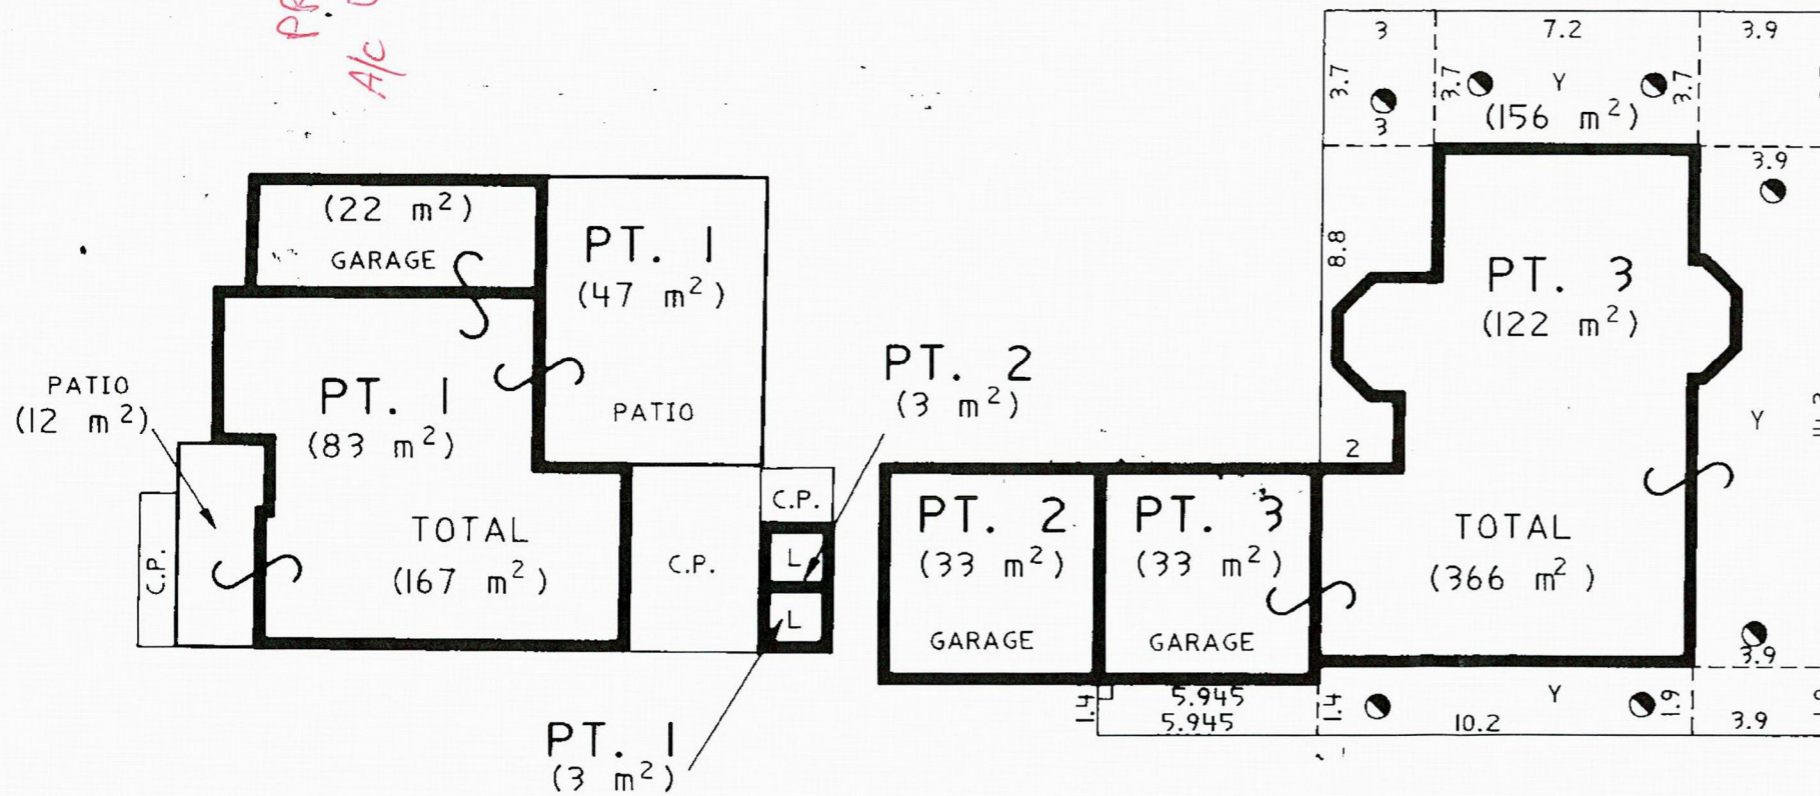 PR
A/c
(22 m²)
GARAGE
PT. 1
(47 m²)
PATIO
PATIO
(12 m²)
PT. 1
(83 m²)
TOTAL
(167 m²)
C.P.
C.P.
C.P.
L
L
PT. 2
(3 m²)
PT. 1
(3 m²)
PT. 2
(33 m²)
GARAGE
PT. 3
(33 m²)
GARAGE
3
7.2
3.9
3.7
3.7
Y
3.7
3
(156 m²)
3.9
8.8
PT. 3
(122 m²)
Y
2
TOTAL
(366 m²)
3.9
1.4
5.945
5.945
1.4
Y
10.2
1.9
3.9